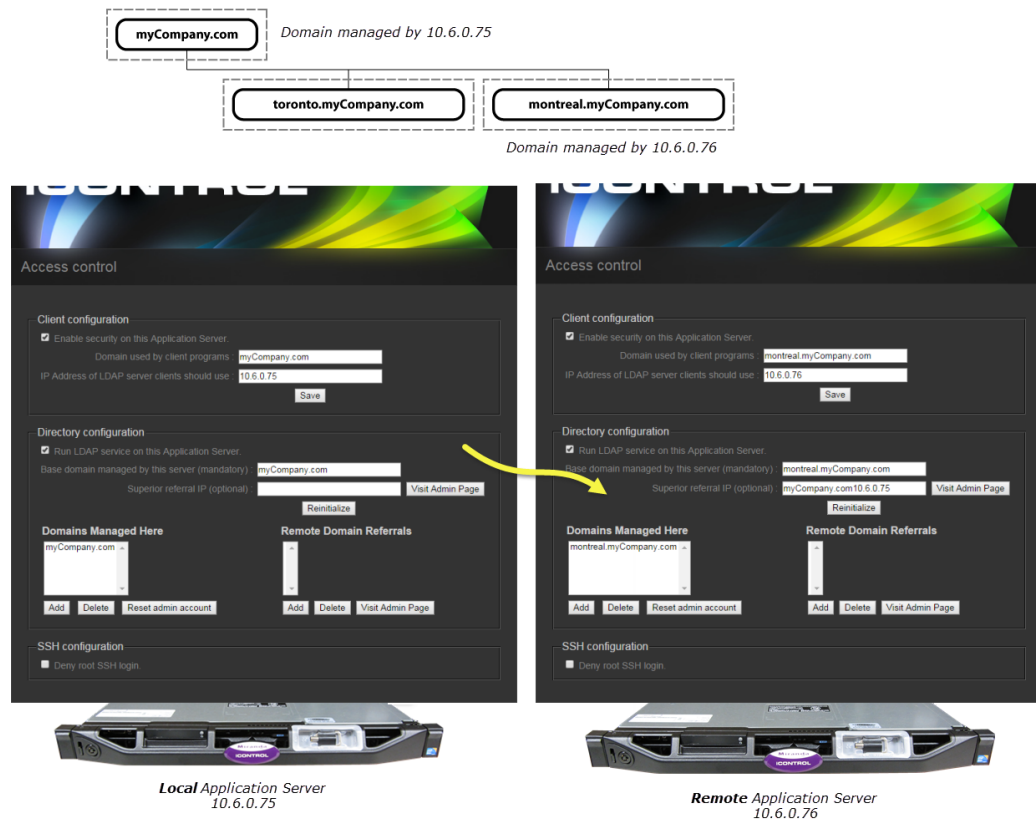 myCompany.com
Domain managed by 10.6.0.75
toronto.myCompany.com
montreal.myCompany.com
Domain managed by 10.6.0.76
ICONTROL
Access control
Client configuration
Enable security on this Application Server.
Domain used by client programs : myCompany.com
IP Address of LDAP server clients should use : 10.6.0.75
Save
Directory configuration
Run LDAP service on this Application Server.
Base domain managed by this server (mandatory) : myCompany.com
Superior referral IP (optional) : Visit Admin Page
Reinitialize
Domains Managed Here Remote Domain Referrals
myCompany.com
Add Delete Reset admin account Add Delete Visit Admin Page
SSH configuration
Deny root SSH login.
ICONTROL
Local Application Server
10.6.0.75
ICONTROL
Access control
Client configuration
Enable security on this Application Server.
Domain used by client programs : montreal.myCompany.com
IP Address of LDAP server clients should use : 10.6.0.76
Save
Directory configuration
Run LDAP service on this Application Server.
Base domain managed by this server (mandatory) : montreal.myCompany.com
Superior referral IP (optional) : myCompany.com10.6.0.75 Visit Admin Page
Reinitialize
Domains Managed Here Remote Domain Referrals
montreal.myCompany.com
Add Delete Reset admin account Add Delete Visit Admin Page
SSH configuration
Deny root SSH login.
ICONTROL
Remote Application Server
10.6.0.76